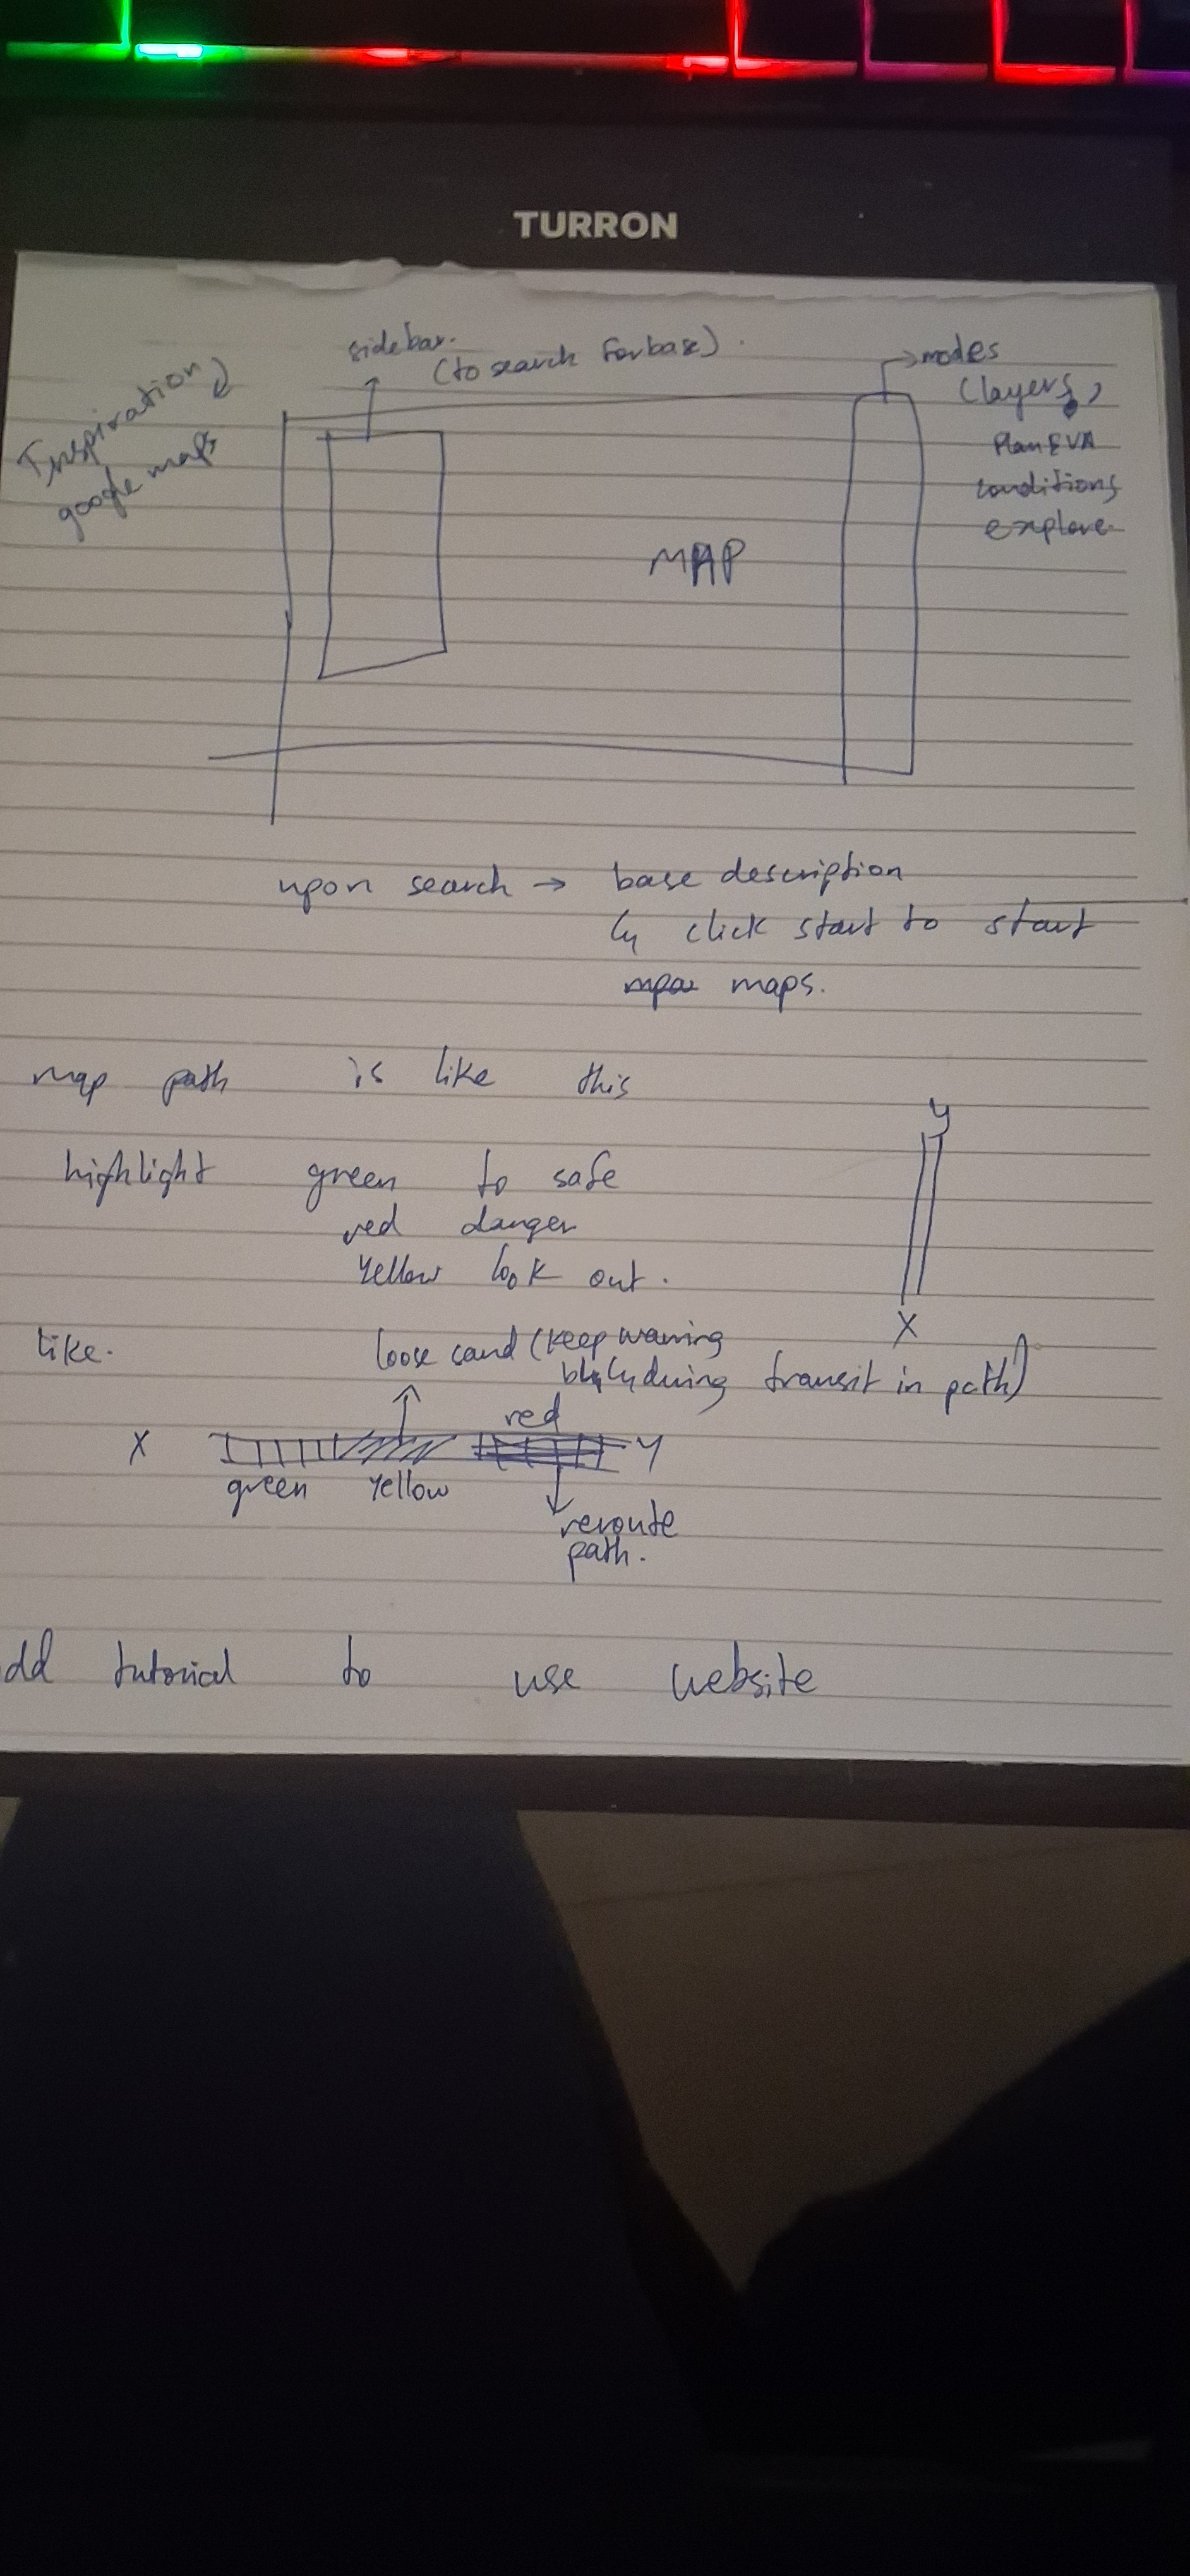 TURRON
sidebar.
(to search for base).
modes
(layers,
Plan EVA
conditions
explore
Inspiration
google maps
MAP
upon search → base description
↳ click start to start
maps.
map path is like this
highlight green to safe
red danger
yellow look out.
y
X
like.
loose sand (keep warning
during transit in path)
red
X
Y
green yellow
reroute
path.
dd tutorial to use website